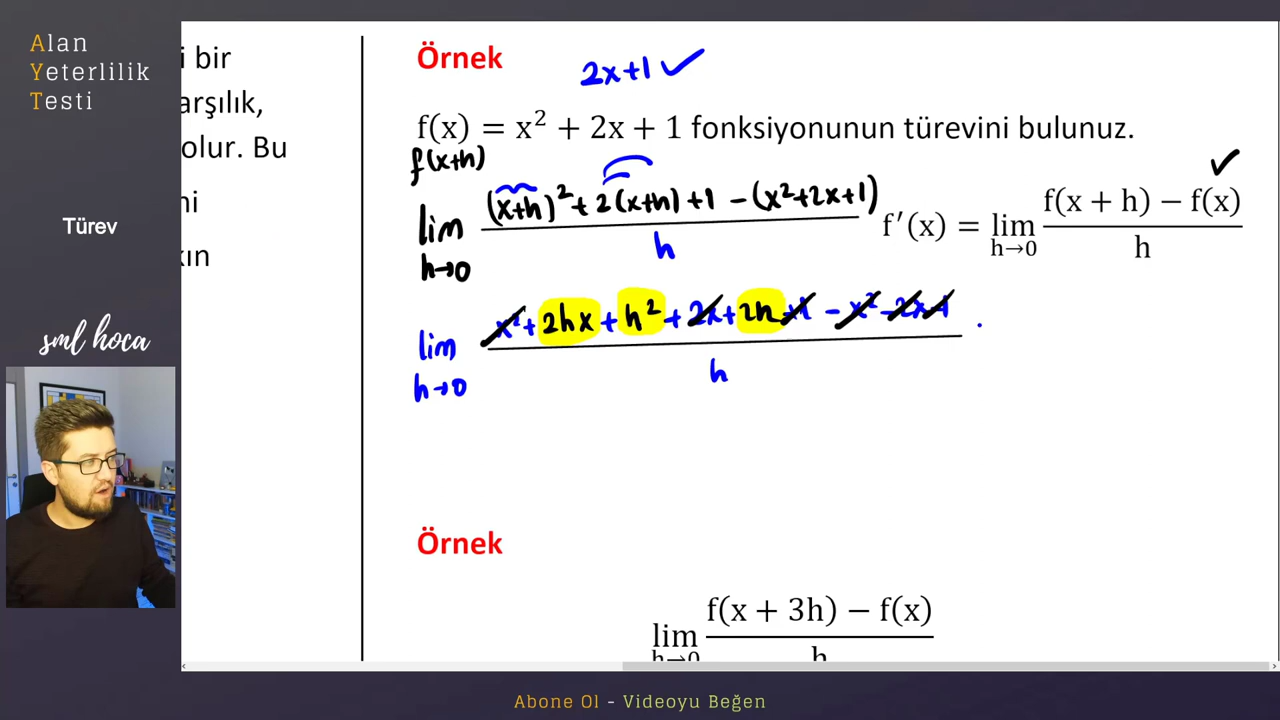 Alan
Yeterlilik
Testi
Türev
sml hoca
i bir
arşılık,
olur. Bu
ni
kın
Örnek
2x+1 ✓
f(x) = x² + 2x + 1 fonksiyonunun türevini bulunuz.
f(x+h)
lim h→0 ((x+h)² + 2(x+h) + 1 - (x²+2x+1)) / h
✓
f′(x) = lim h→0 (f(x + h) − f(x)) / h
lim h→0 (x² + 2hx + h² + 2x + 2h + 1 - x² - 2x - 1) / h
Örnek
lim h→0 (f(x + 3h) − f(x)) / h
Abone Ol - Videoyu Beğen